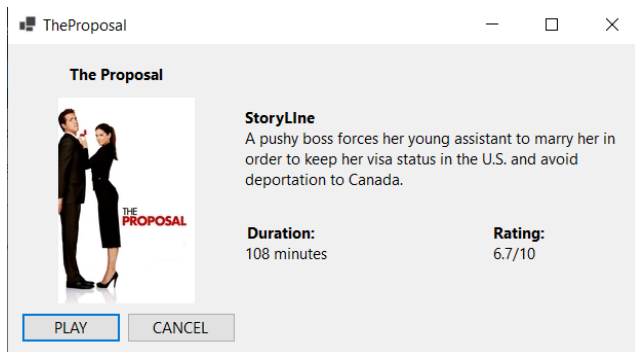 TheProposal
The Proposal
StoryLIne
A pushy boss forces her young assistant to marry her in
order to keep her visa status in the U.S. and avoid
deportation to Canada.
THE
PROPOSAL
Duration:
Rating:
108 minutes
6.7/10
PLAY
CANCEL